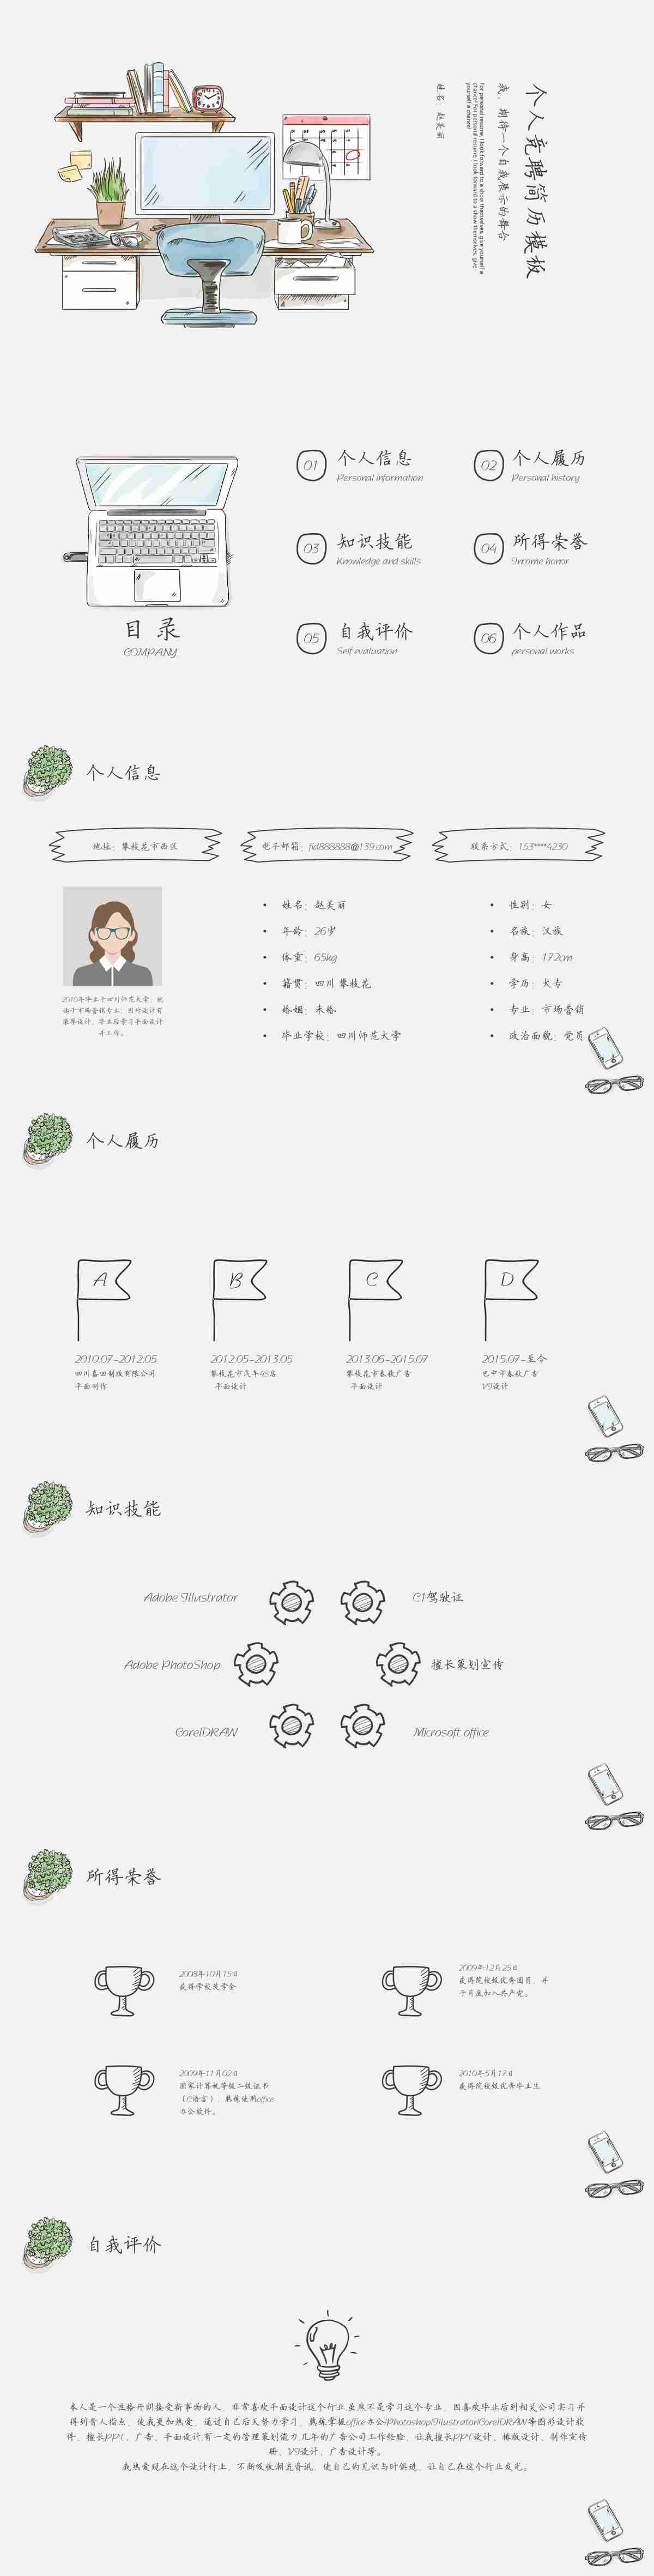 个人竞聘简历模板
我，期待一个自我展示的舞台
For personal resume, I look forward to a show themselves, give yourself a
chance! For personal resume, I look forward to a show themselves, give
yourself a chance!
姓名：赵美丽
目 录
COMPANY
01 个人信息
Personal information
02 个人履历
Personal history
03 知识技能
Knowledge and skills
04 所得荣誉
Income honor
05 自我评价
Self evaluation
06 个人作品
personal works
个人信息
地址：攀枝花市西区
电子邮箱：fid888888@139.com
联系方式：153****4230
2010年毕业于四川师范大学，就
读于市场营销专业，因对设计有
浓厚设计，毕业后学习平面设计
并工作。
• 姓名：赵美丽
• 年龄：26岁
• 体重：65kg
• 籍贯：四川 攀枝花
• 婚姻：未婚
• 毕业学校：四川师范大学
• 性别：女
• 名族：汉族
• 身高：172cm
• 学历：大专
• 专业：市场营销
• 政治面貌：党员
个人履历
A
2010.07-2012.05
四川嘉田制版有限公司
平面制作
B
2012.05-2013.05
攀枝花市汽车4S店
平面设计
C
2013.06-2015.07
攀枝花市春秋广告
平面设计
D
2015.07-至今
巴中市春秋广告
VI设计
知识技能
Adobe Illustrator
C1驾驶证
Adobe PhotoShop
擅长策划宣传
CorelDRAW
Microsoft office
所得荣誉
2008年10月15日
获得学校奖学金
2009年12月25日
获得院校级优秀团员，并
于月底加入共产党。
2009年11月02日
国家计算机等级二级证书
（C语言），熟练使用office
办公软件。
2010年5月17日
获得院校级优秀毕业生
自我评价
本人是一个性格开朗接受新事物的人，非常喜欢平面设计这个行业.虽然不是学习这个专业，因喜欢毕业后到相关公司实习并
得到贵人指点，使我更加热爱，通过自己后天努力学习，熟练掌握office办公/Photoshop/Illustrator/CorelDRAW等图形设计软
件，擅长PPT、广告、平面设计,有一定的管理策划能力.几年的广告公司工作经验，让我擅长PPT设计、排版设计、制作宣传
册、VI设计、广告设计等。
我热爱现在这个设计行业，不断吸收潮流资讯，使自己的见识与时俱进，让自己在这个行业发光。